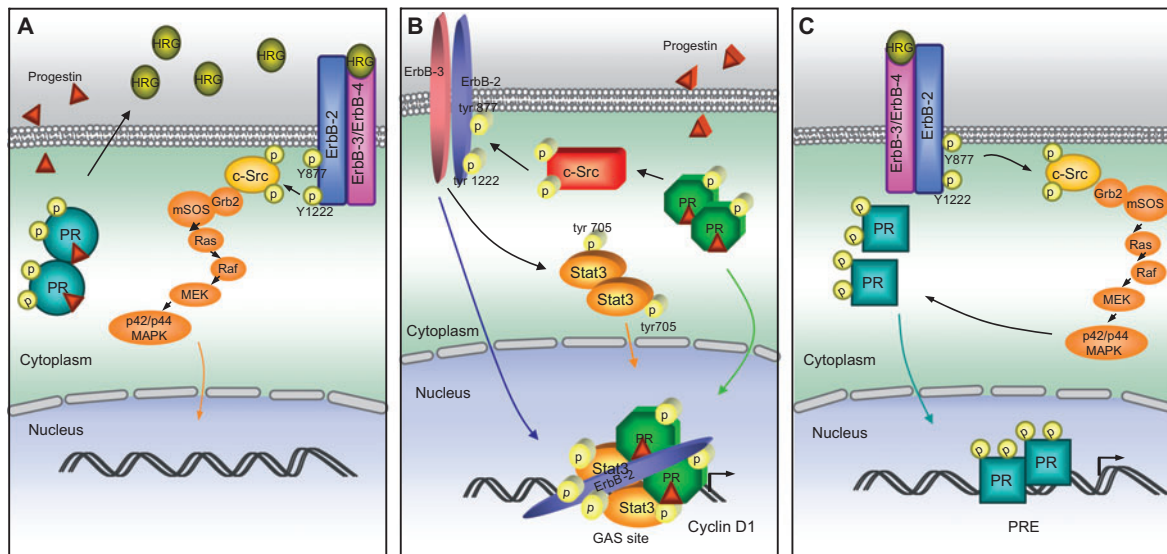 A
HRG
HRG
HRG
HRG
Progestin
HRG
ErbB-2
ErbB-3/ErbB-4
p
p
c-Src
Y877
p
p
Y1222
Grb2
mSOS
Ras
Raf
MEK
p42/p44
MAPK
p
p
PR
p
PR
p
Cytoplasm
Nucleus
B
ErbB-3
ErbB-2
Progestin
tyr 877
p
p
tyr 1222
p
p
c-Src
p
p
PR
PR
tyr 705
p
Stat3
Stat3
p
tyr705
Cytoplasm
Nucleus
p
PR
p
Stat3
ErbB-2
PR
p
p
Stat3
p
GAS site
Cyclin D1
C
HRG
ErbB-3/ErbB-4
ErbB-2
p
Y877
p
Y1222
p
c-Src
p
Grb2
mSOS
Ras
Raf
MEK
p42/p44
MAPK
p
p
PR
p
p
PR
Cytoplasm
Nucleus
p
p
p
p
PR
PR
PRE